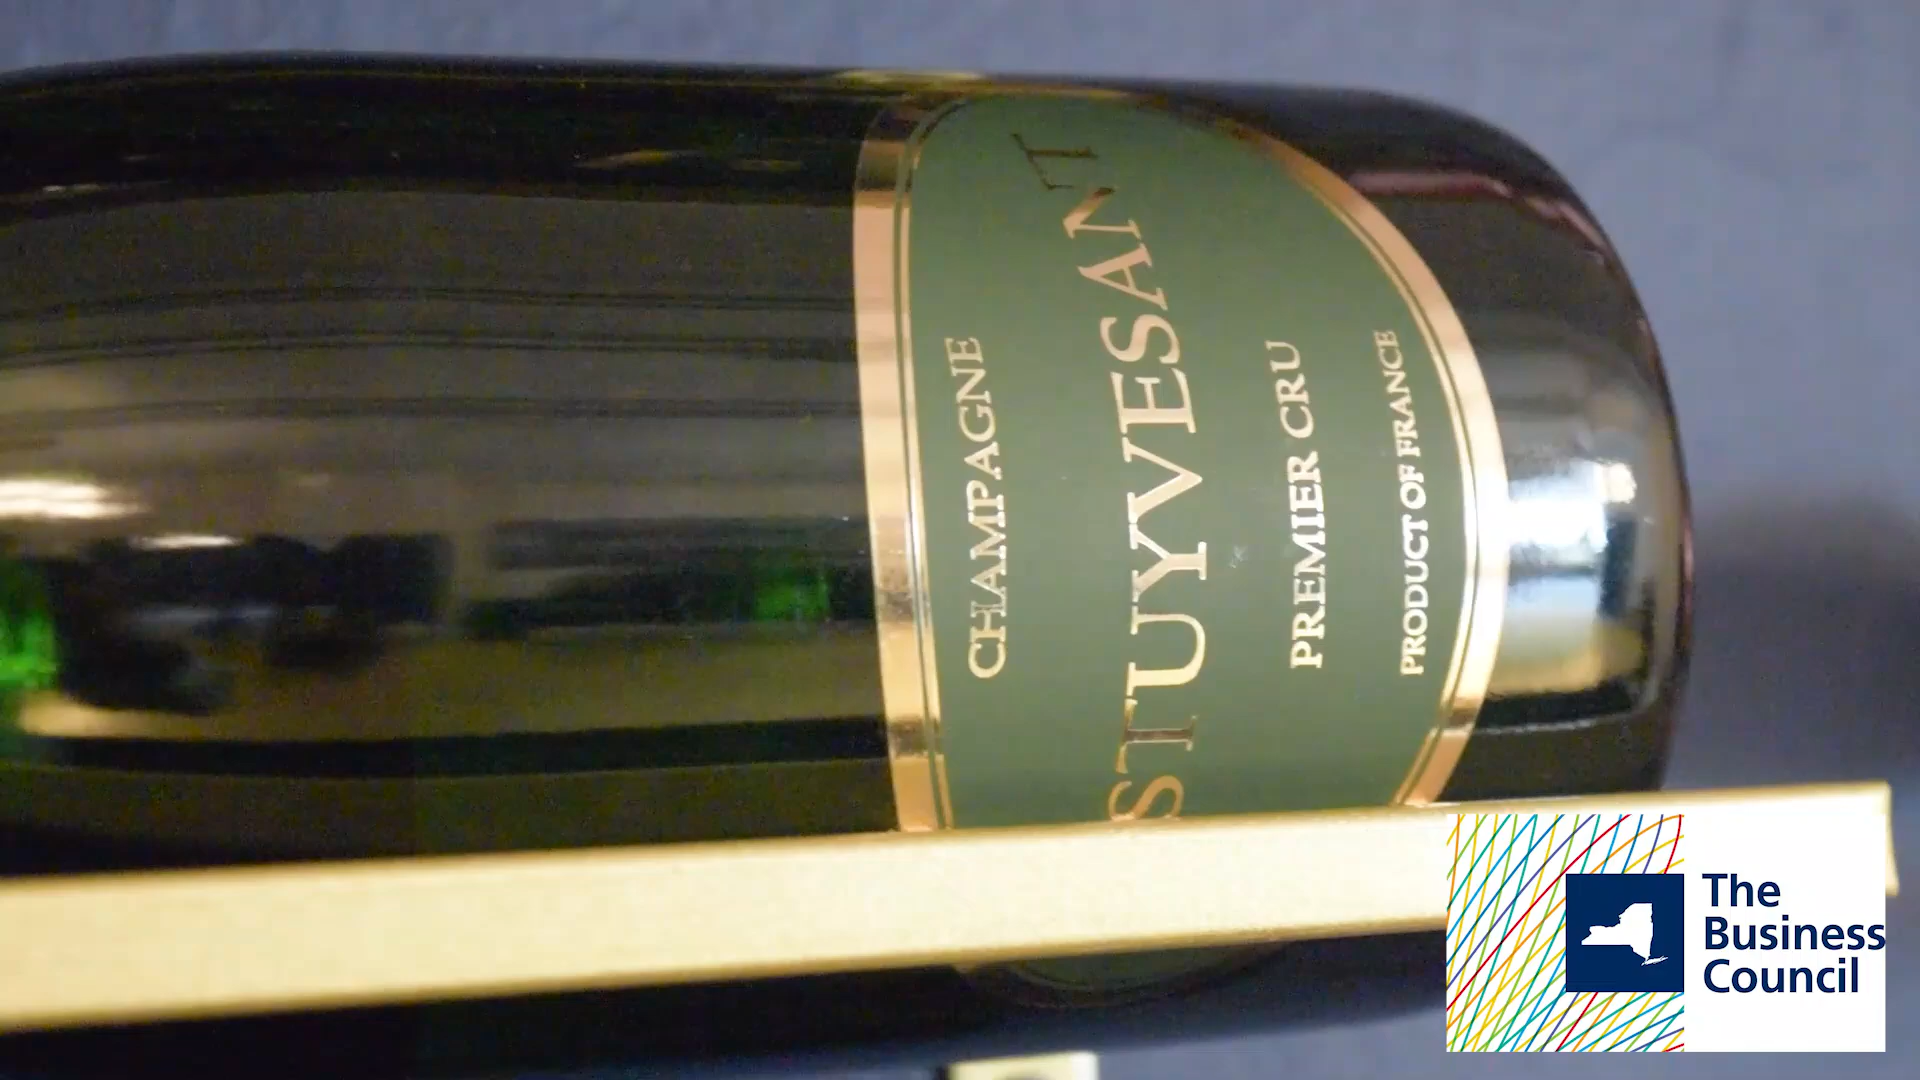 CHAMPAGNE
STUYVESANT
PREMIER CRU
PRODUCT OF FRANCE
The
Business
Council